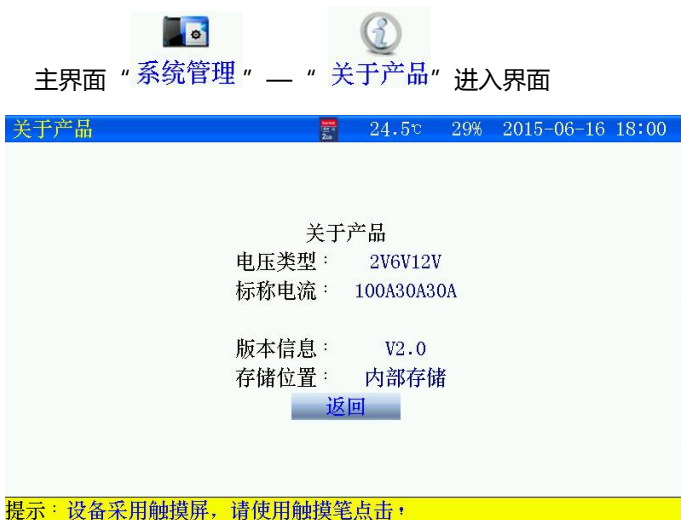 主界面“系统管理”—“关于产品”进入界面
关于产品 24.5℃ 29% 2015-06-16 18:00
关于产品
电压类型： 2V6V12V
标称电流： 100A30A30A
版本信息： V2.0
存储位置： 内部存储
返回
提示：设备采用触摸屏，请使用触摸笔点击！